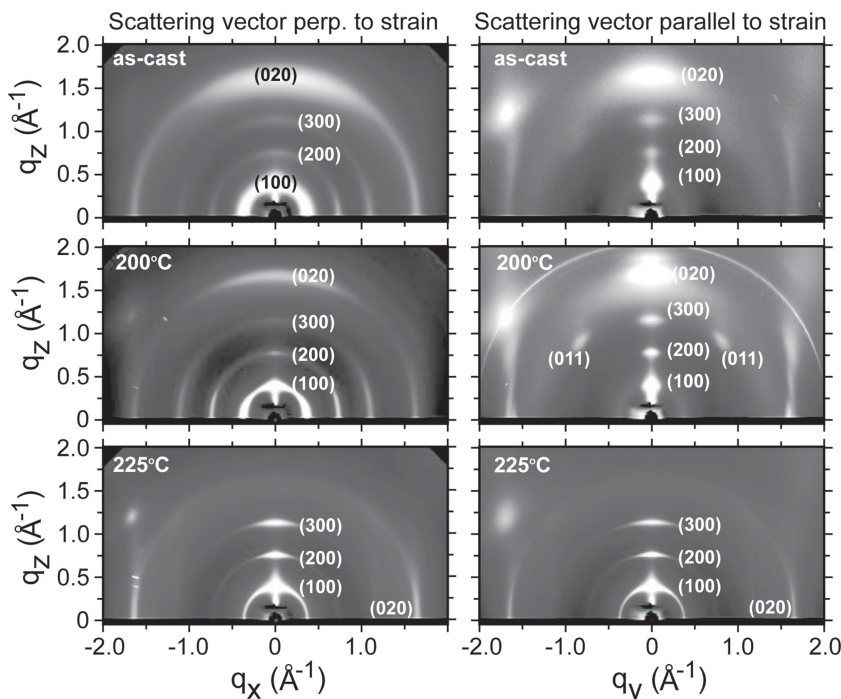 Scattering vector perp. to strain
Scattering vector parallel to strain
2.0
as-cast
(020)
1.5
qz (Å-1)
1.0
(300)
(200)
0.5
(100)
0
as-cast
(020)
(300)
(200)
(100)
2.0
200°C
(020)
1.5
qz (Å-1)
1.0
(300)
(200)
0.5
(100)
0
200°C
(020)
(300)
(011)
(200)
(011)
(100)
2.0
225°C
1.5
qz (Å-1)
1.0
(300)
(200)
0.5
(100)
(020)
0
225°C
(300)
(200)
(100)
(020)
-2.0 -1.0 0 1.0 -2.0 -1.0 0 1.0 2.0
qx (Å-1)
qy (Å-1)